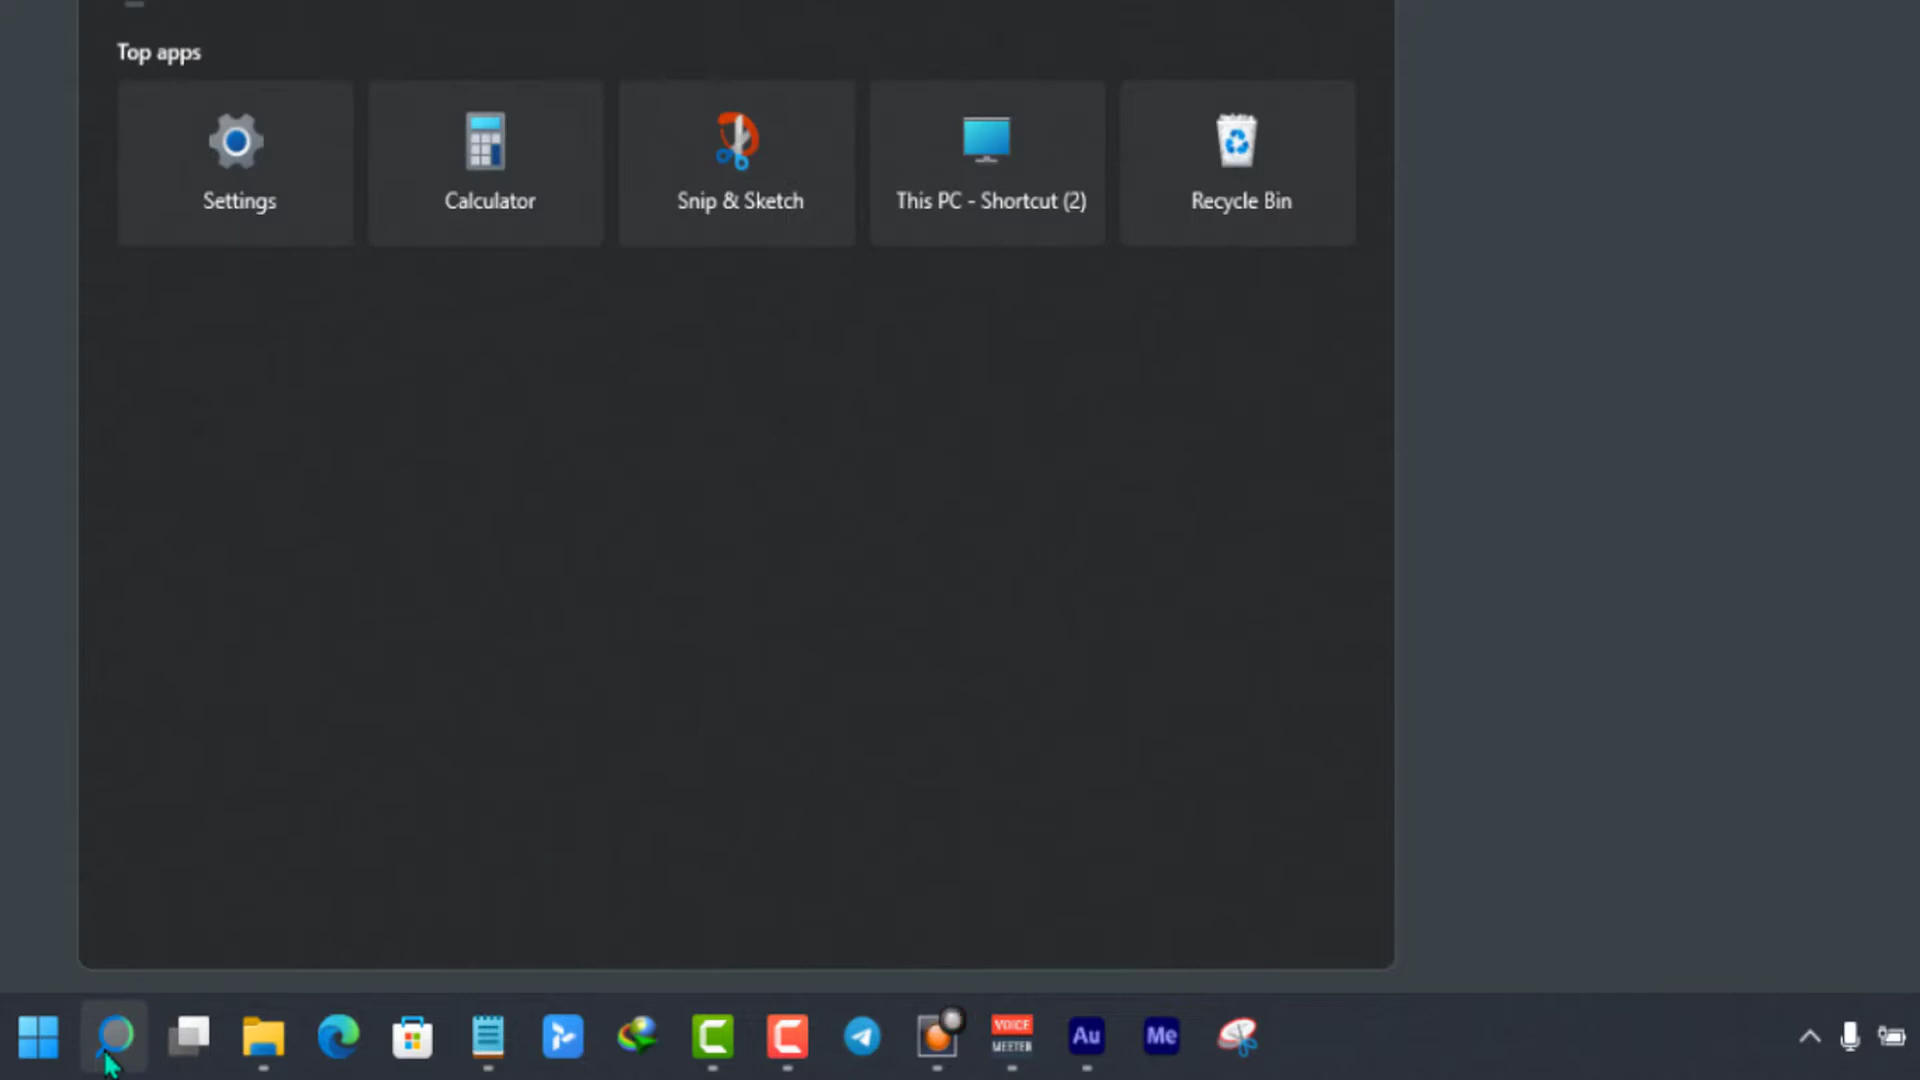 Top apps
Settings
Calculator
Snip & Sketch
This PC - Shortcut (2)
Recycle Bin
VOICE
MEETER
Au
Me